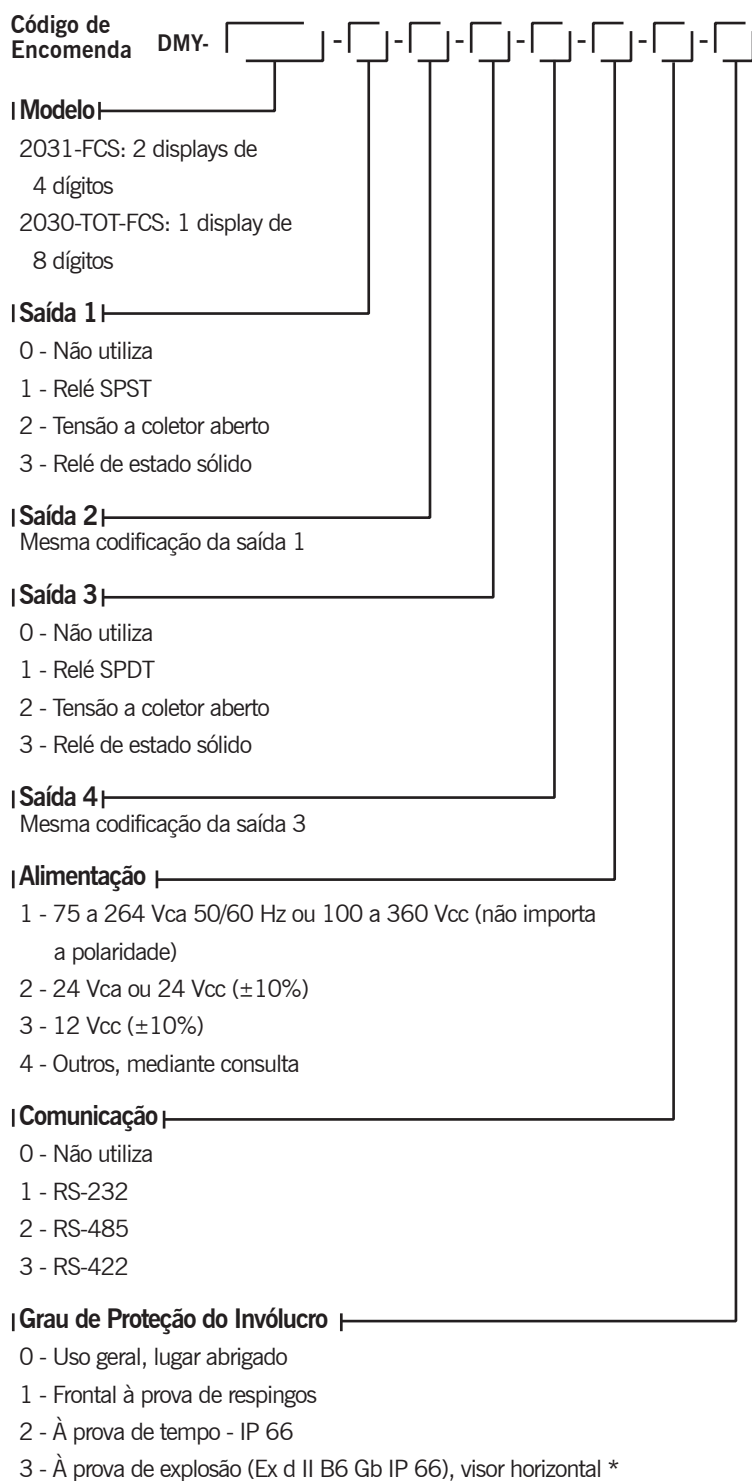 Código de
Encomenda DMY- - - - - - - -
Modelo
2031-FCS: 2 displays de
4 dígitos
2030-TOT-FCS: 1 display de
8 dígitos
Saída 1
0 - Não utiliza
1 - Relé SPST
2 - Tensão a coletor aberto
3 - Relé de estado sólido
Saída 2
Mesma codificação da saída 1
Saída 3
0 - Não utiliza
1 - Relé SPDT
2 - Tensão a coletor aberto
3 - Relé de estado sólido
Saída 4
Mesma codificação da saída 3
Alimentação
1 - 75 a 264 Vca 50/60 Hz ou 100 a 360 Vcc (não importa
a polaridade)
2 - 24 Vca ou 24 Vcc (±10%)
3 - 12 Vcc (±10%)
4 - Outros, mediante consulta
Comunicação
0 - Não utiliza
1 - RS-232
2 - RS-485
3 - RS-422
Grau de Proteção do Invólucro
0 - Uso geral, lugar abrigado
1 - Frontal à prova de respingos
2 - À prova de tempo - IP 66
3 - À prova de explosão (Ex d II B6 Gb IP 66), visor horizontal *